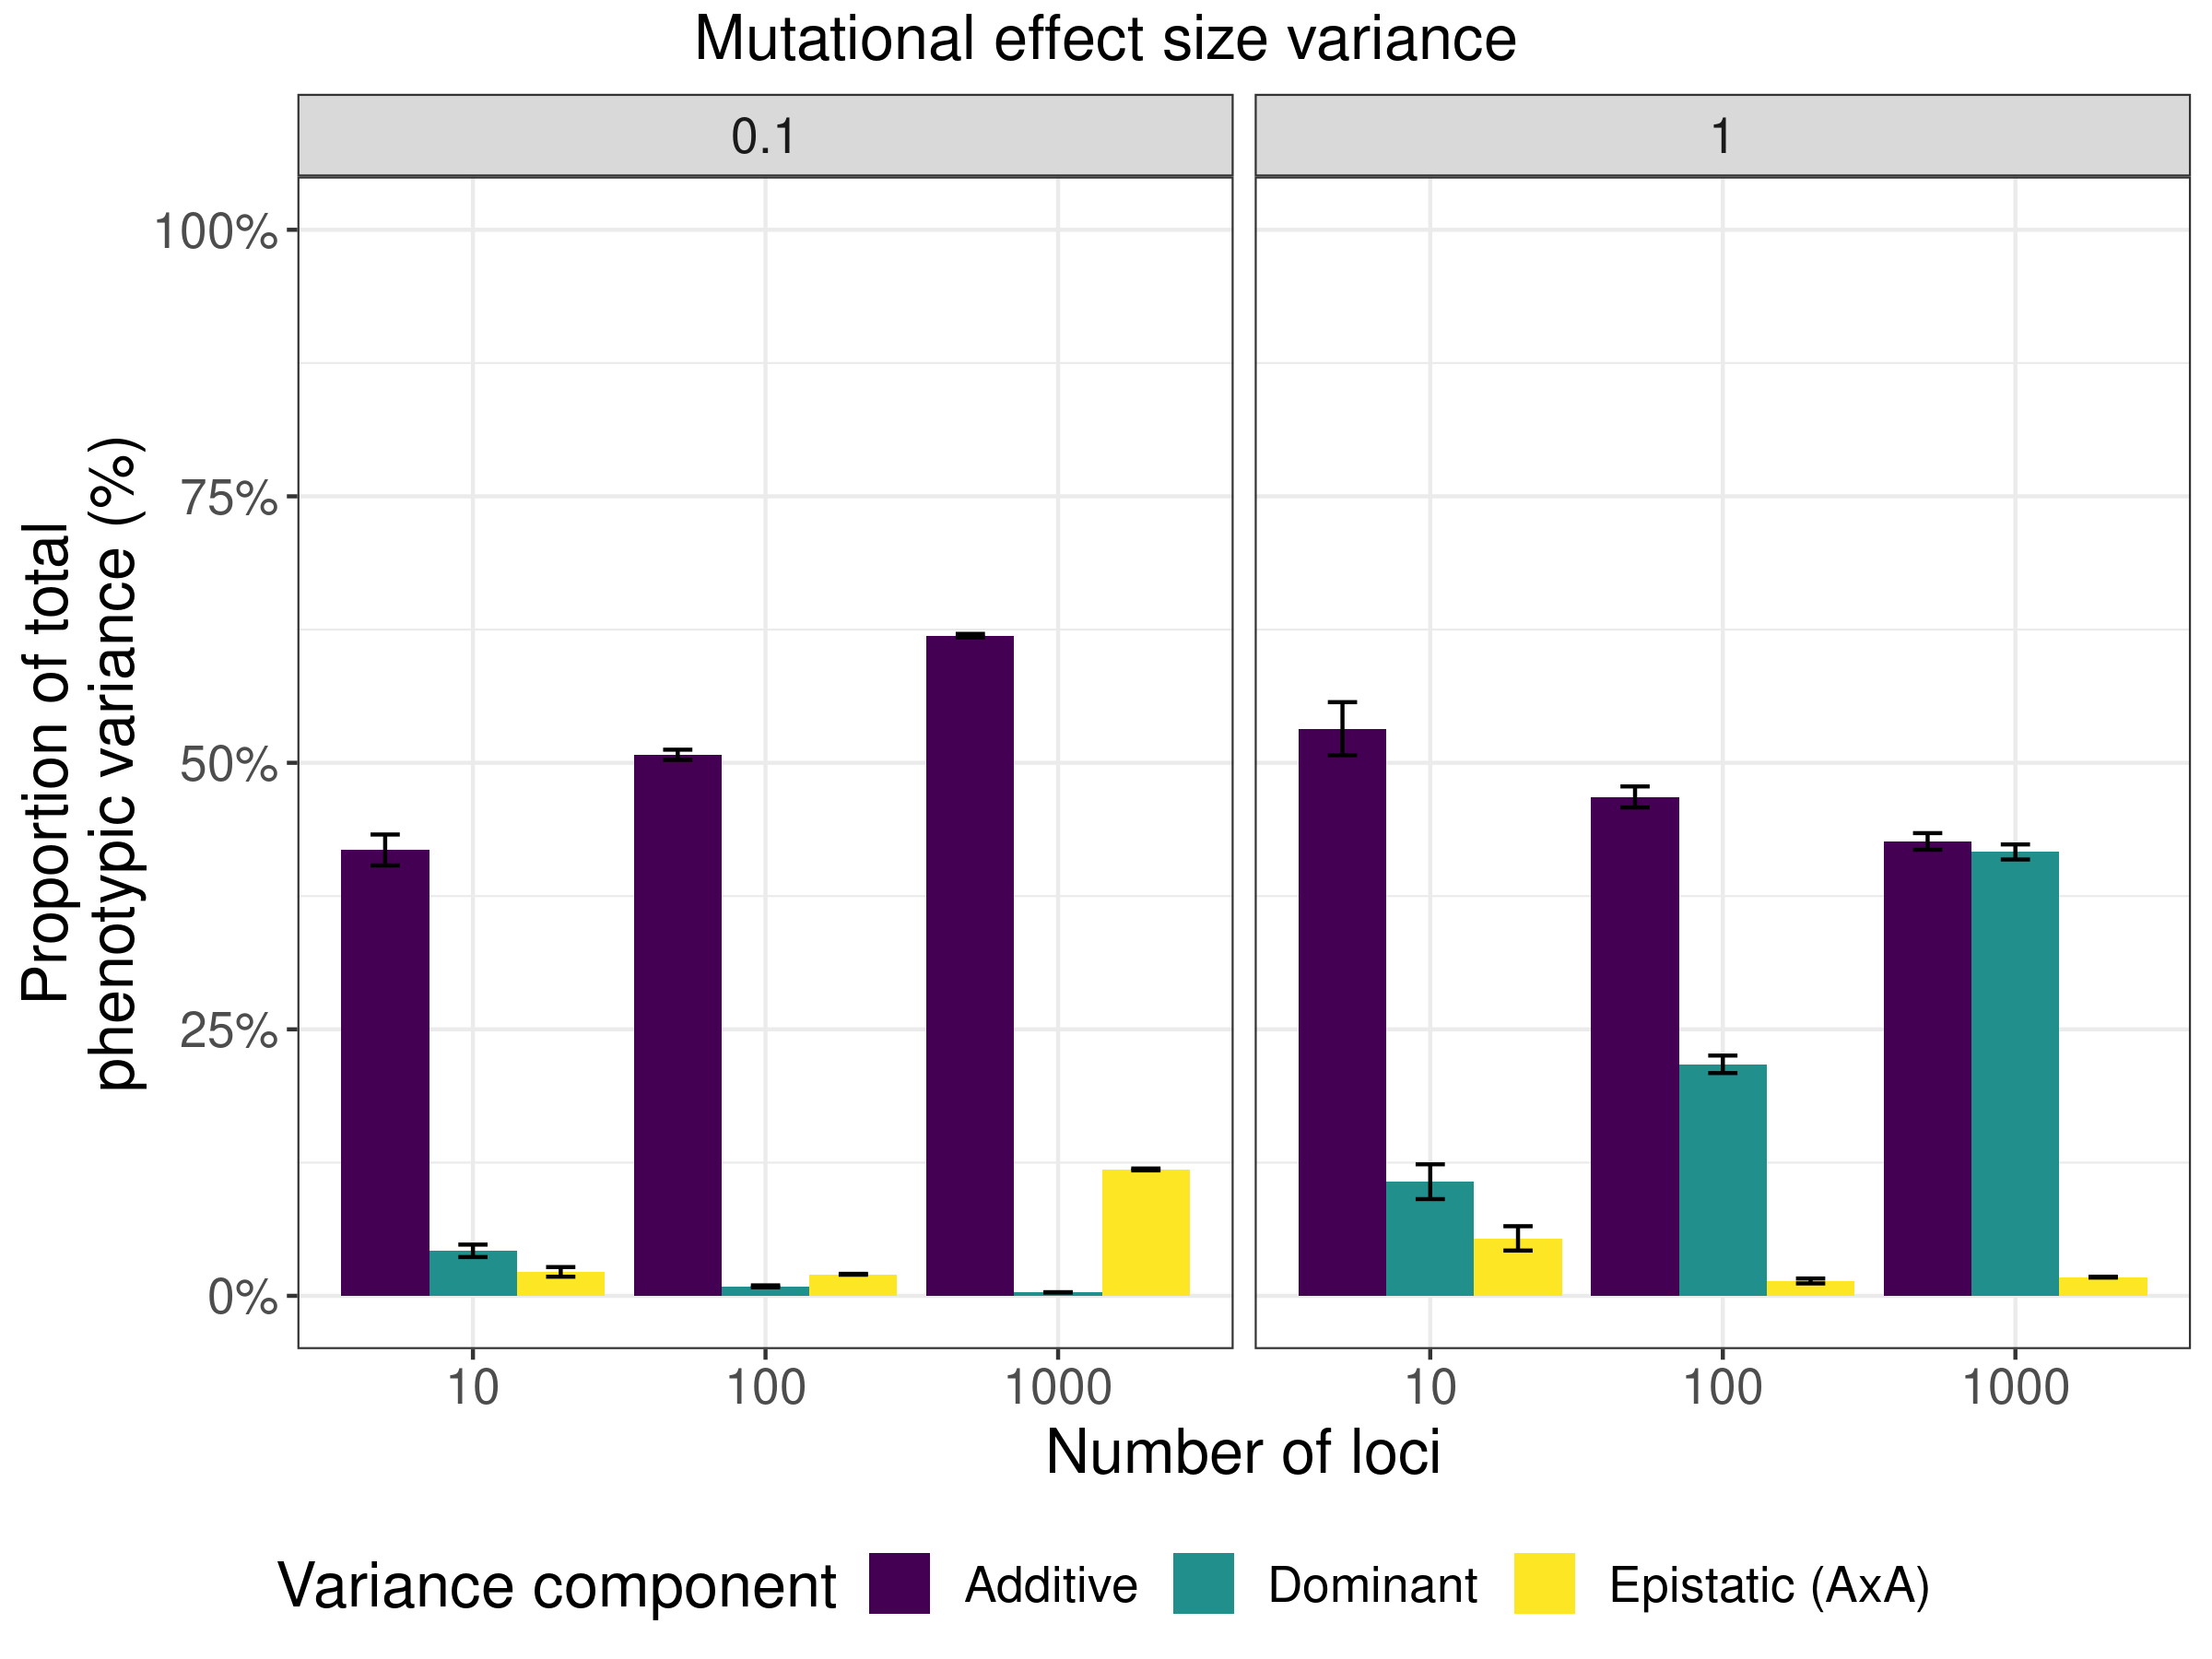 Mutational effect size variance
0.1
1
Proportion of total
phenotypic variance (%)
100%
75%
50%
25%
0%
10
100
1000
10
100
1000
Number of loci
Variance component
Additive
Dominant
Epistatic (AxA)